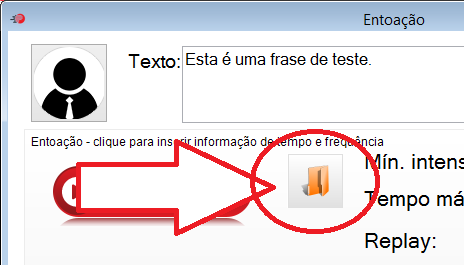 Entoação
Texto: Esta é uma frase de teste.
Entoação - clique para inserir informação de tempo e frequência
Mín. intens
Tempo má
Replay: